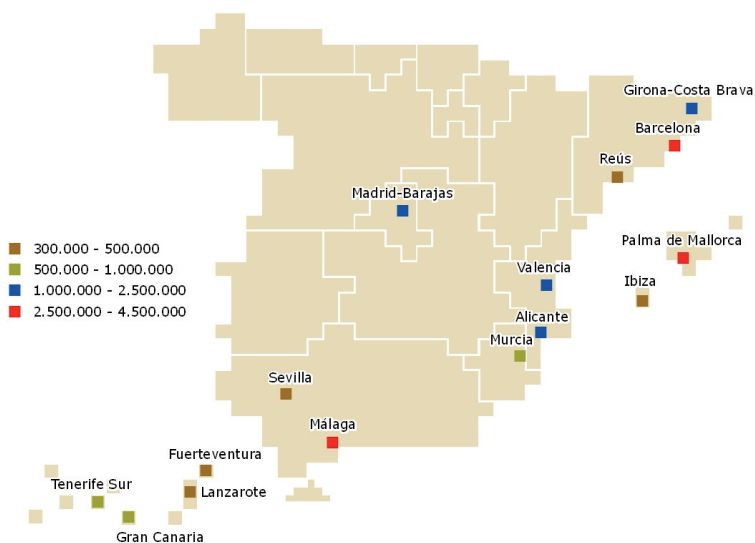 Girona-Costa Brava
Barcelona
Reús
Madrid-Barajas
Palma de Mallorca
300.000 - 500.000
500.000 - 1.000.000
1.000.000 - 2.500.000
2.500.000 - 4.500.000
Valencia
Ibiza
Alicante
Murcia
Sevilla
Málaga
Fuerteventura
Tenerife Sur
Lanzarote
Gran Canaria